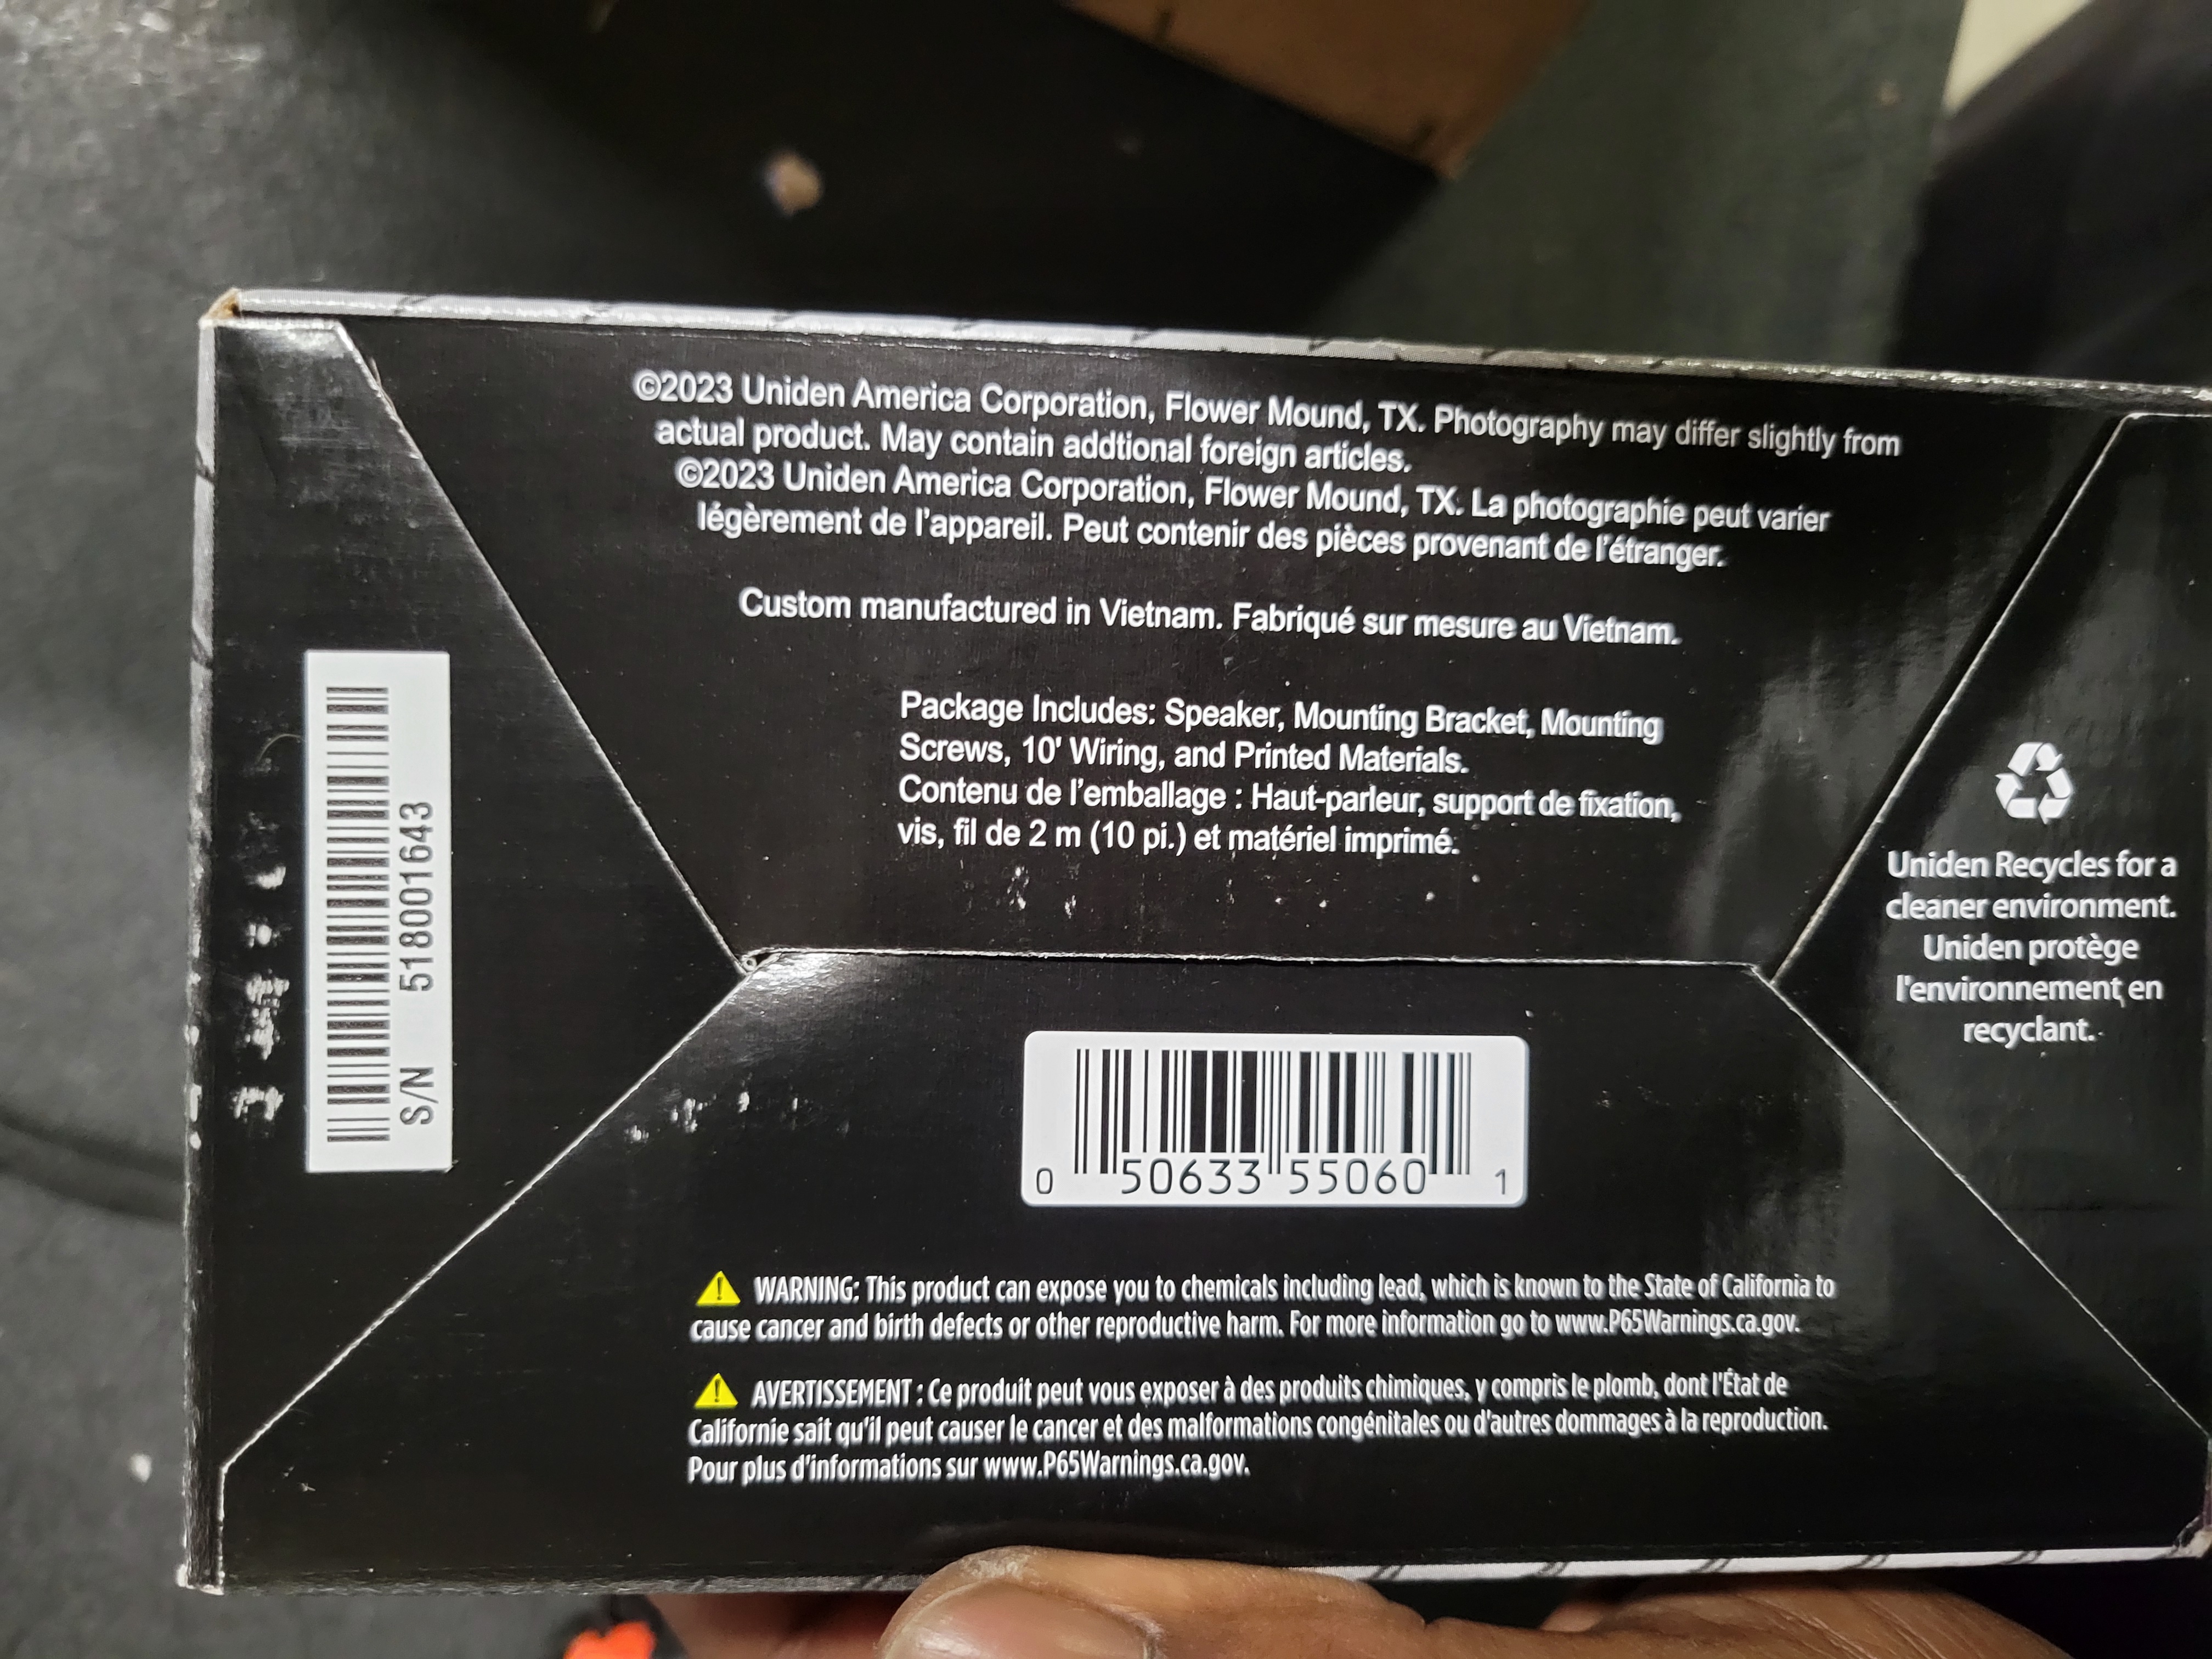 ©2023 Uniden America Corporation, Flower Mound, TX. Photography may differ slightly from
actual product. May contain addtional foreign articles.
©2023 Uniden America Corporation, Flower Mound, TX. La photographie peut varier
légèrement de l'appareil. Peut contenir des pièces provenant de l'étranger.
Custom manufactured in Vietnam. Fabriqué sur mesure au Vietnam.
Package Includes: Speaker, Mounting Bracket, Mounting
Screws, 10' Wiring, and Printed Materials.
Contenu de l'emballage : Haut-parleur, support de fixation,
vis, fil de 2 m (10 pi.) et matériel imprimé.
S/N 518001643
Uniden Recycles for a
cleaner environment.
Uniden protège
l'environnement en
recyclant.
0 50633 55060 1
WARNING: This product can expose you to chemicals including lead, which is known to the State of California to
cause cancer and birth defects or other reproductive harm. For more information go to www.P65Warnings.ca.gov.
AVERTISSEMENT : Ce produit peut vous exposer à des produits chimiques, y compris le plomb, dont l'État de
Californie sait qu'il peut causer le cancer et des malformations congénitales ou d'autres dommages à la reproduction.
Pour plus d'informations sur www.P65Warnings.ca.gov.